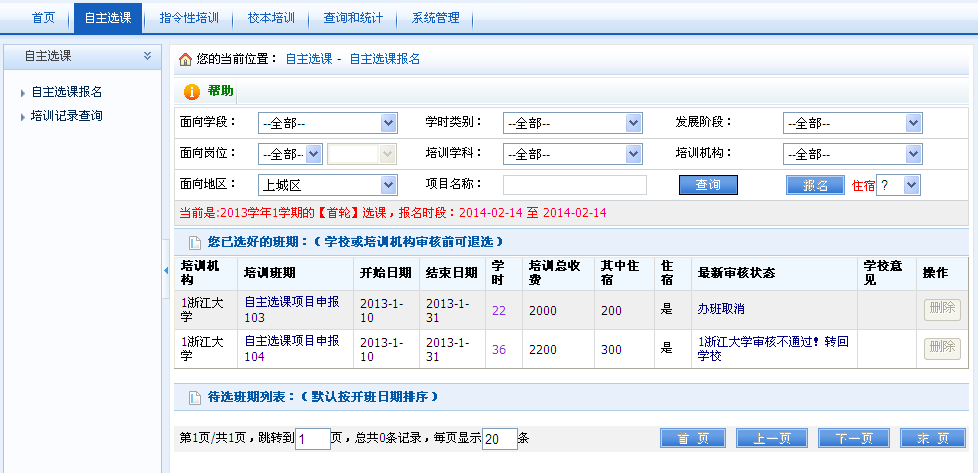 首页 自主选课 指令性培训 校本培训 查询和统计 系统管理
自主选课
自主选课报名
培训记录查询
您的当前位置： 自主选课 - 自主选课报名
帮助
面向学段： --全部-- 学时类别： --全部-- 发展阶段： --全部--
面向岗位： --全部-- 培训学科： --全部-- 培训机构： --全部--
面向地区： 上城区 项目名称： 查询 报名 住宿 ?
当前是:2013学年1学期的【首轮】选课，报名时段：2014-02-14 至 2014-02-14
您已选好的班期：（学校或培训机构审核前可退选）
培训机构 培训班期 开始日期 结束日期 学时 培训总收费 其中住宿 住宿 最新审核状态 学校意见 操作
1浙江大学 自主选课项目申报103 2013-1-10 2013-1-31 22 2000 200 是 办班取消 删除
1浙江大学 自主选课项目申报104 2013-1-10 2013-1-31 36 2200 300 是 1浙江大学审核不通过！转回学校 删除
待选班期列表：（默认按开班日期排序）
第1页/共1页，跳转到 1 页，总共0条记录，每页显示 20 条 首 页 上一页 下一页 末 页